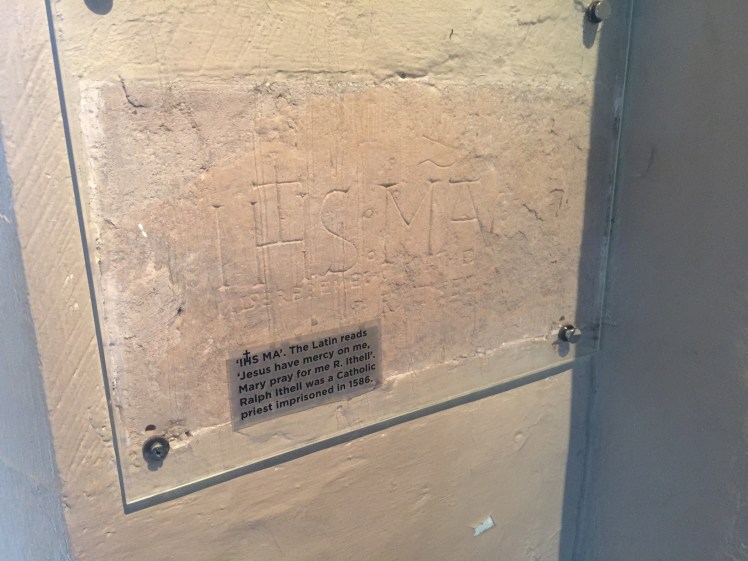 IHS · MA
'IHS MA'. The Latin reads
'Jesus have mercy on me,
Mary pray for me R. Ithell'.
Ralph Ithell was a Catholic
priest imprisoned in 1586.